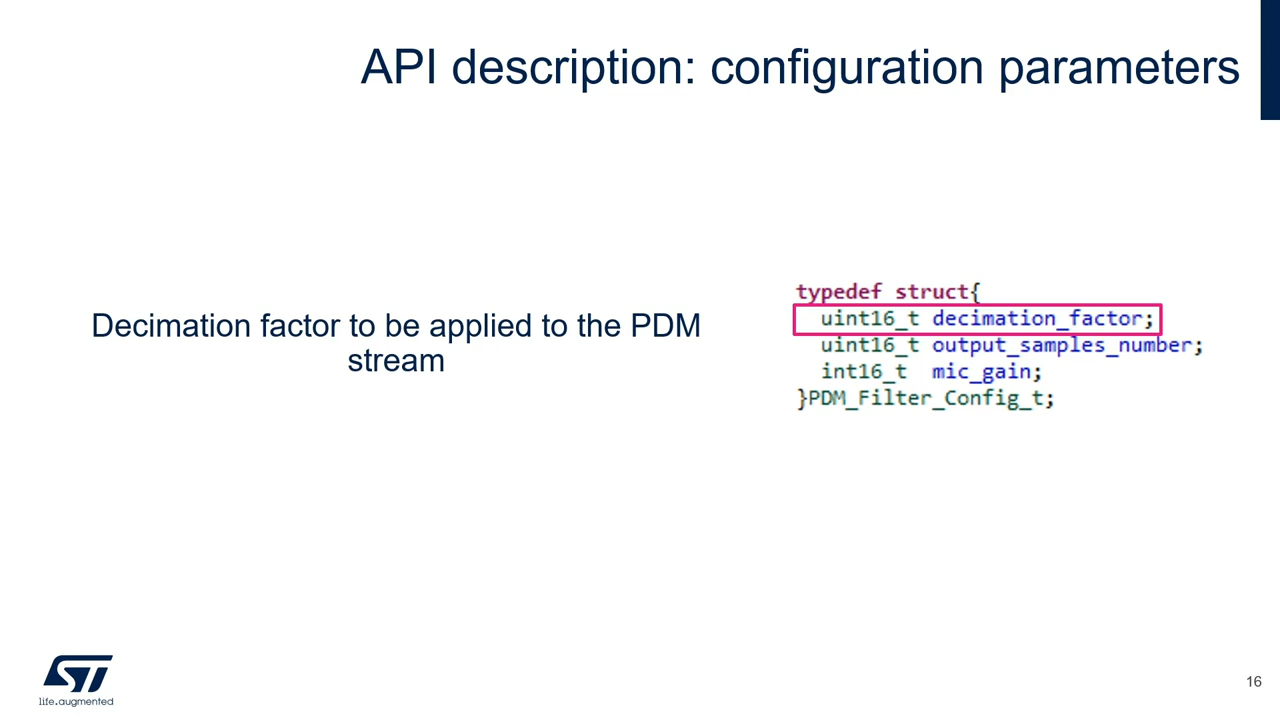 API description: configuration parameters
Decimation factor to be applied to the PDM
stream
typedef struct{
uint16_t decimation_factor;
uint16_t output_samples_number;
int16_t mic_gain;
}PDM_Filter_Config_t;
ST
life.augmented
16